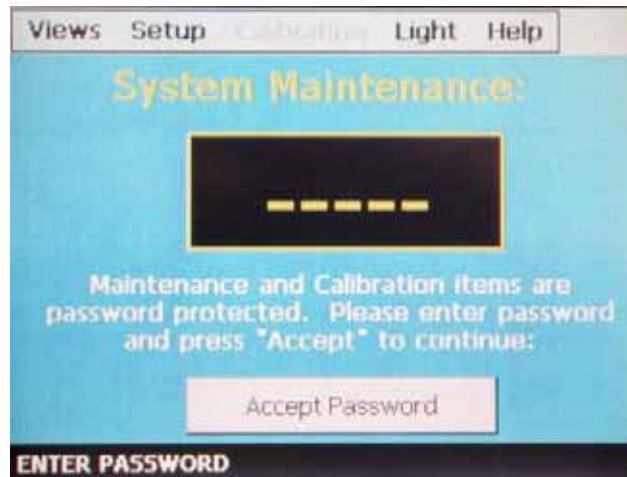 Views Setup Calibration Light Help
System Maintenance:
_ _ _ _ _
Maintenance and Calibration items are
password protected. Please enter password
and press "Accept" to continue:
Accept Password
ENTER PASSWORD